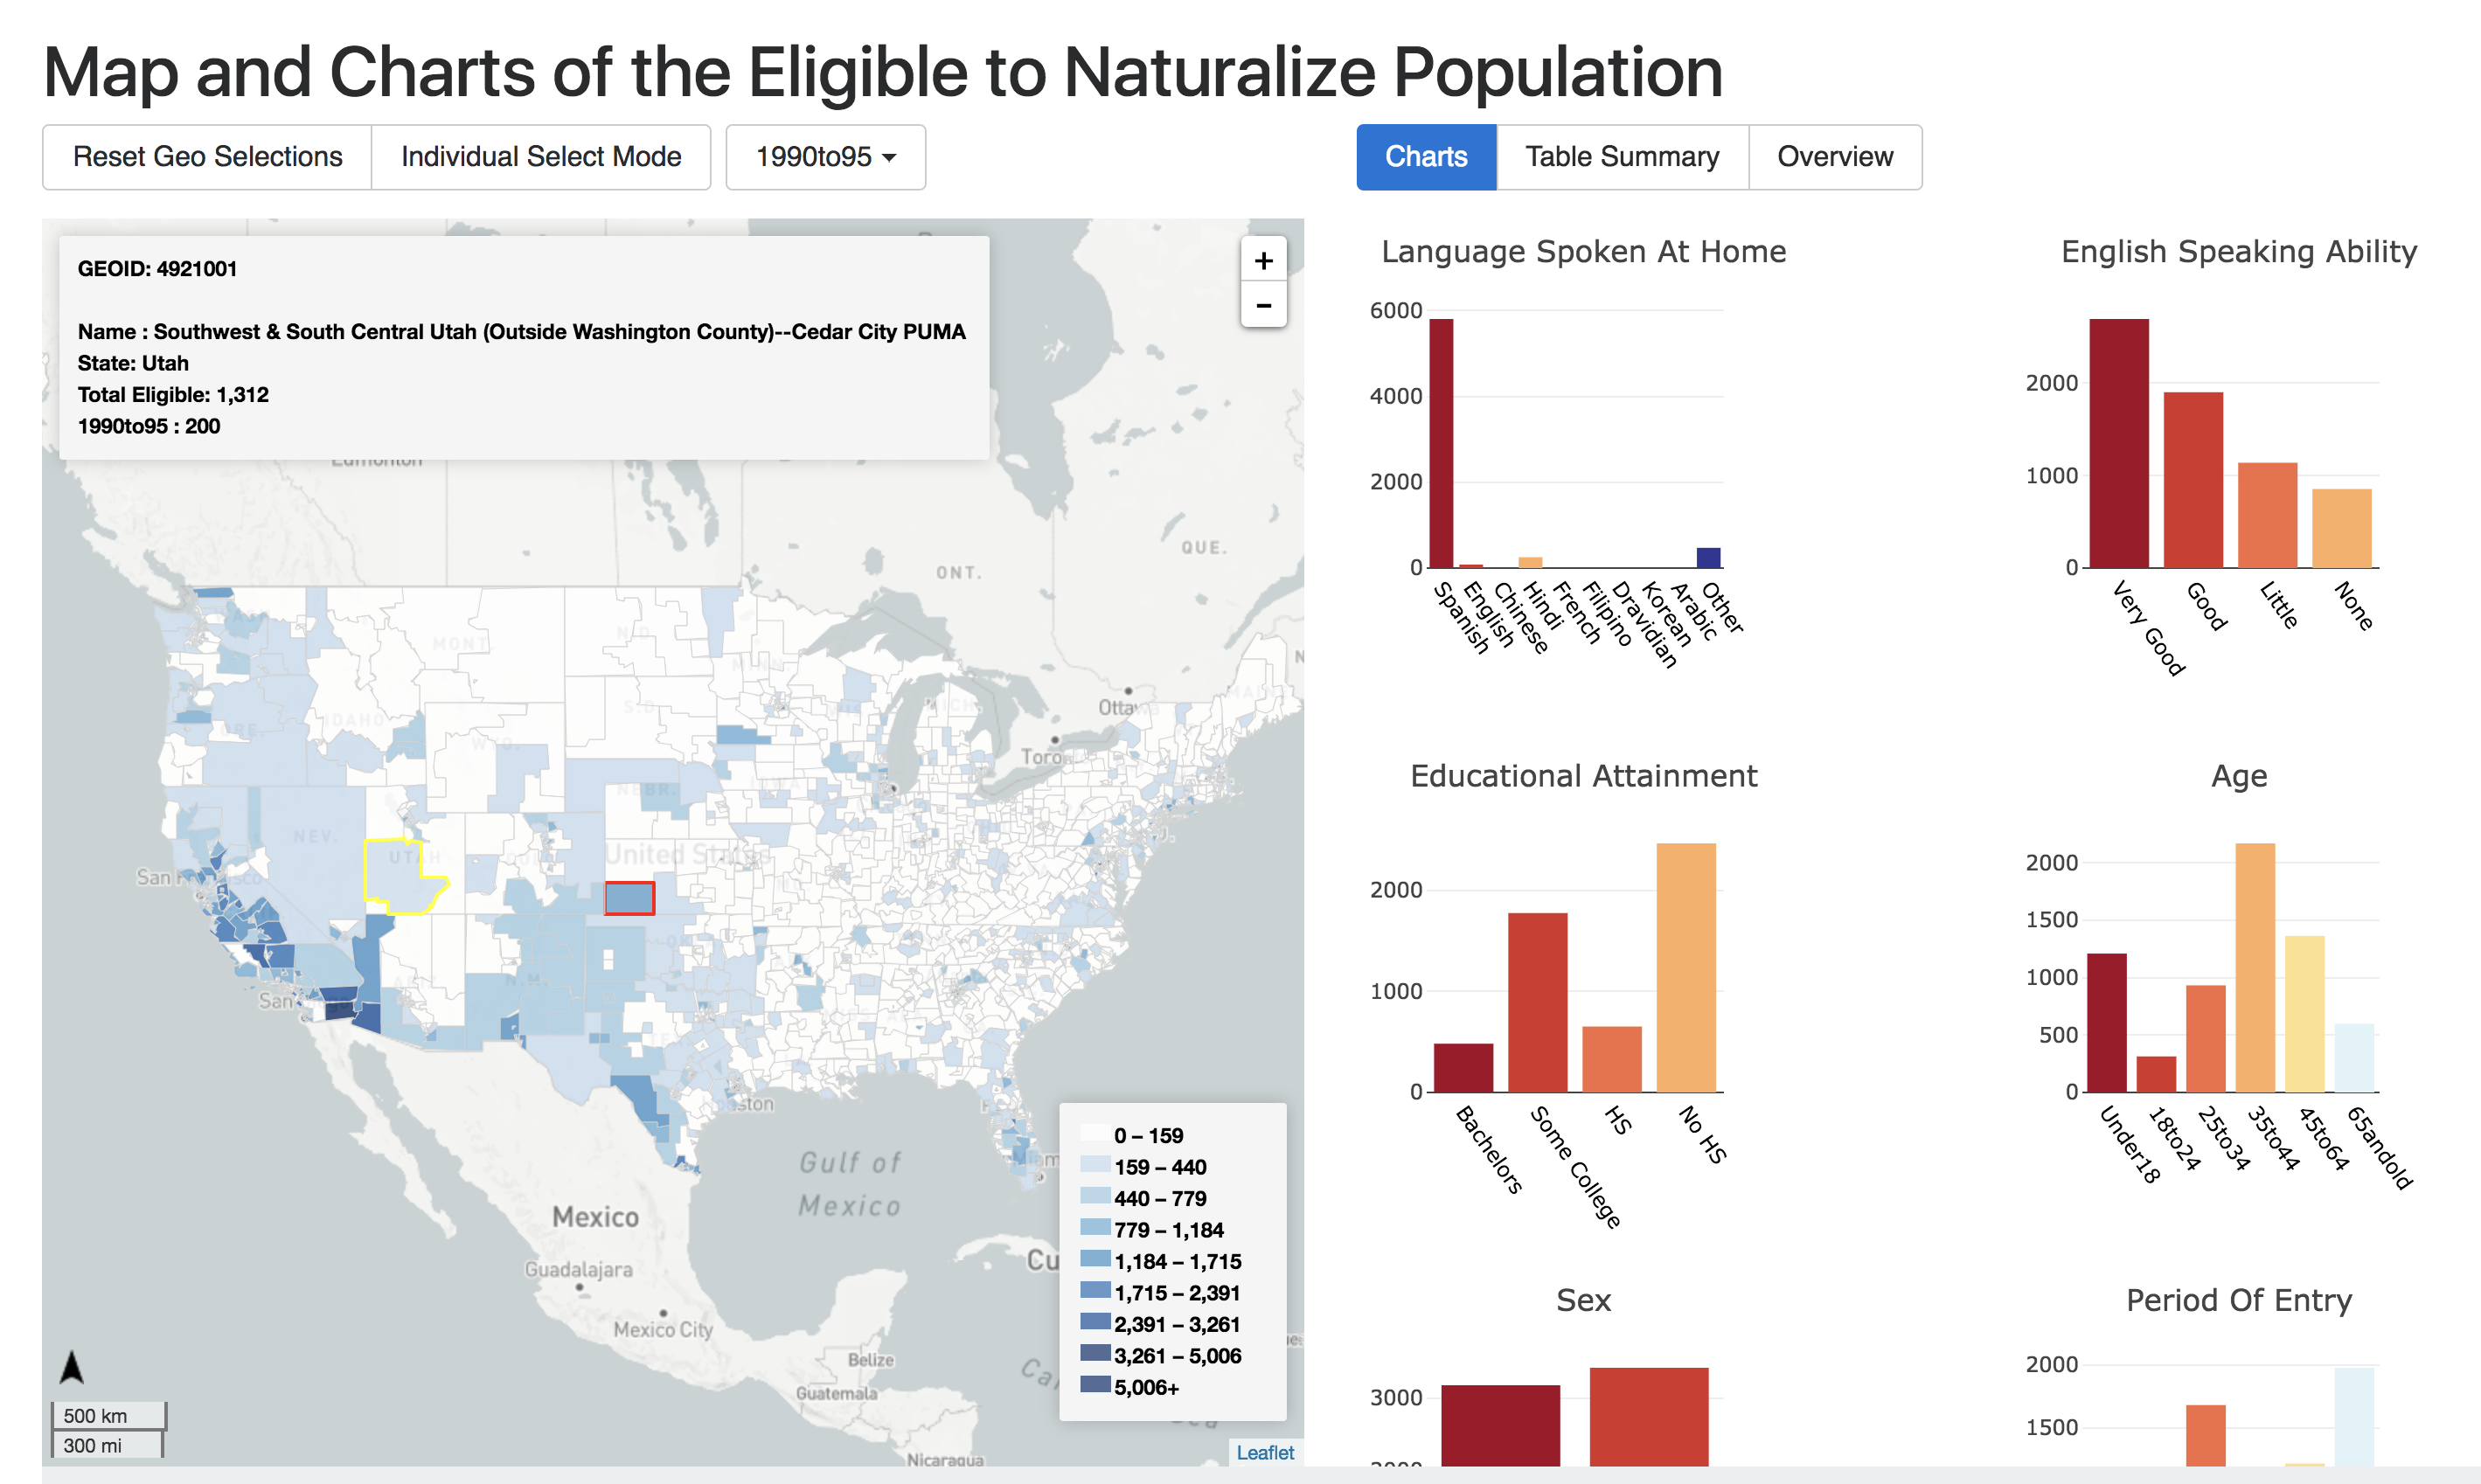 Map and Charts of the Eligible to Naturalize Population
Reset Geo Selections
Individual Select Mode
1990to95
Charts
Table Summary
Overview
GEOID: 4921001
Name : Southwest & South Central Utah (Outside Washington County)--Cedar City PUMA
State: Utah
Total Eligible: 1,312
1990to95 : 200
+
−
Edmonton
QUE.
ONT.
MONT.
N.D.
MINN.
S.D.
IDAHO
ORE.
WYO.
MICH.
MAINE
Ottawa
IOWA
NEBR.
NEV.
UTAH
United States
N.M.
Gulf of
Mexico
Mexico
Guadalajara
Mexico City
Belize
Guatemala
Nicaragua
Cu
0 – 159
159 – 440
440 – 779
779 – 1,184
1,184 – 1,715
1,715 – 2,391
2,391 – 3,261
3,261 – 5,006
5,006+
500 km
300 mi
Leaflet
Language Spoken At Home
6000
4000
2000
0
Spanish
English
Chinese
Hindi
French
Filipino
Dravidian
Korean
Arabic
Other
English Speaking Ability
2000
1000
0
Very Good
Good
Little
None
Educational Attainment
2000
1000
0
Bachelors
Some College
HS
No HS
Age
2000
1500
1000
500
0
Under18
18to24
25to34
35to44
45to64
65andold
Sex
3000
Period Of Entry
2000
1500